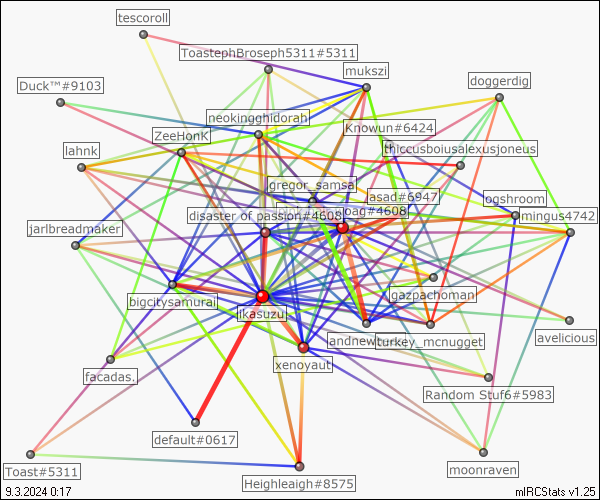 tescoroll
ToastephBroseph5311#5311
mukszi
doggerdig
Duck™#9103
neokingghidorah
Knowun#6424
ZeeHonk
thiccusboiusalexusjoneus
lahnk
gregor_samsa
asad#6947
ogshroom
disaster of passion#4608
oag#4608
mingus4742
jarlbreadmaker
gazpachoman
bigcitysamurai
ikasuzu
andnew
turkey_mcnugget
avelicious
xenoyaut
facadas.
Random Stuf6#5983
default#0617
Toast#5311
Heighleaigh#8575
moonraven
9.3.2024 0:17
mIRCStats v1.25